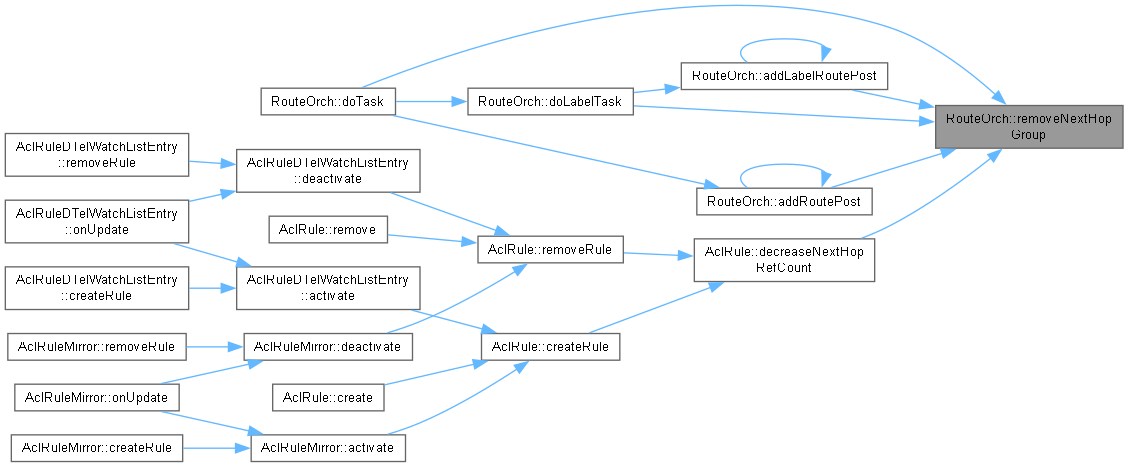 RouteOrch::addLabelRoutePost
RouteOrch::doTask
RouteOrch::doLabelTask
RouteOrch::removeNextHop
Group
AclRuleDTelWatchListEntry
::removeRule
AclRuleDTelWatchListEntry
::deactivate
RouteOrch::addRoutePost
AclRuleDTelWatchListEntry
::onUpdate
AclRule::remove
AclRule::removeRule
AclRule::decreaseNextHop
RefCount
AclRuleDTelWatchListEntry
::createRule
AclRuleDTelWatchListEntry
::activate
AclRuleMirror::removeRule
AclRuleMirror::deactivate
AclRule::createRule
AclRuleMirror::onUpdate
AclRule::create
AclRuleMirror::createRule
AclRuleMirror::activate